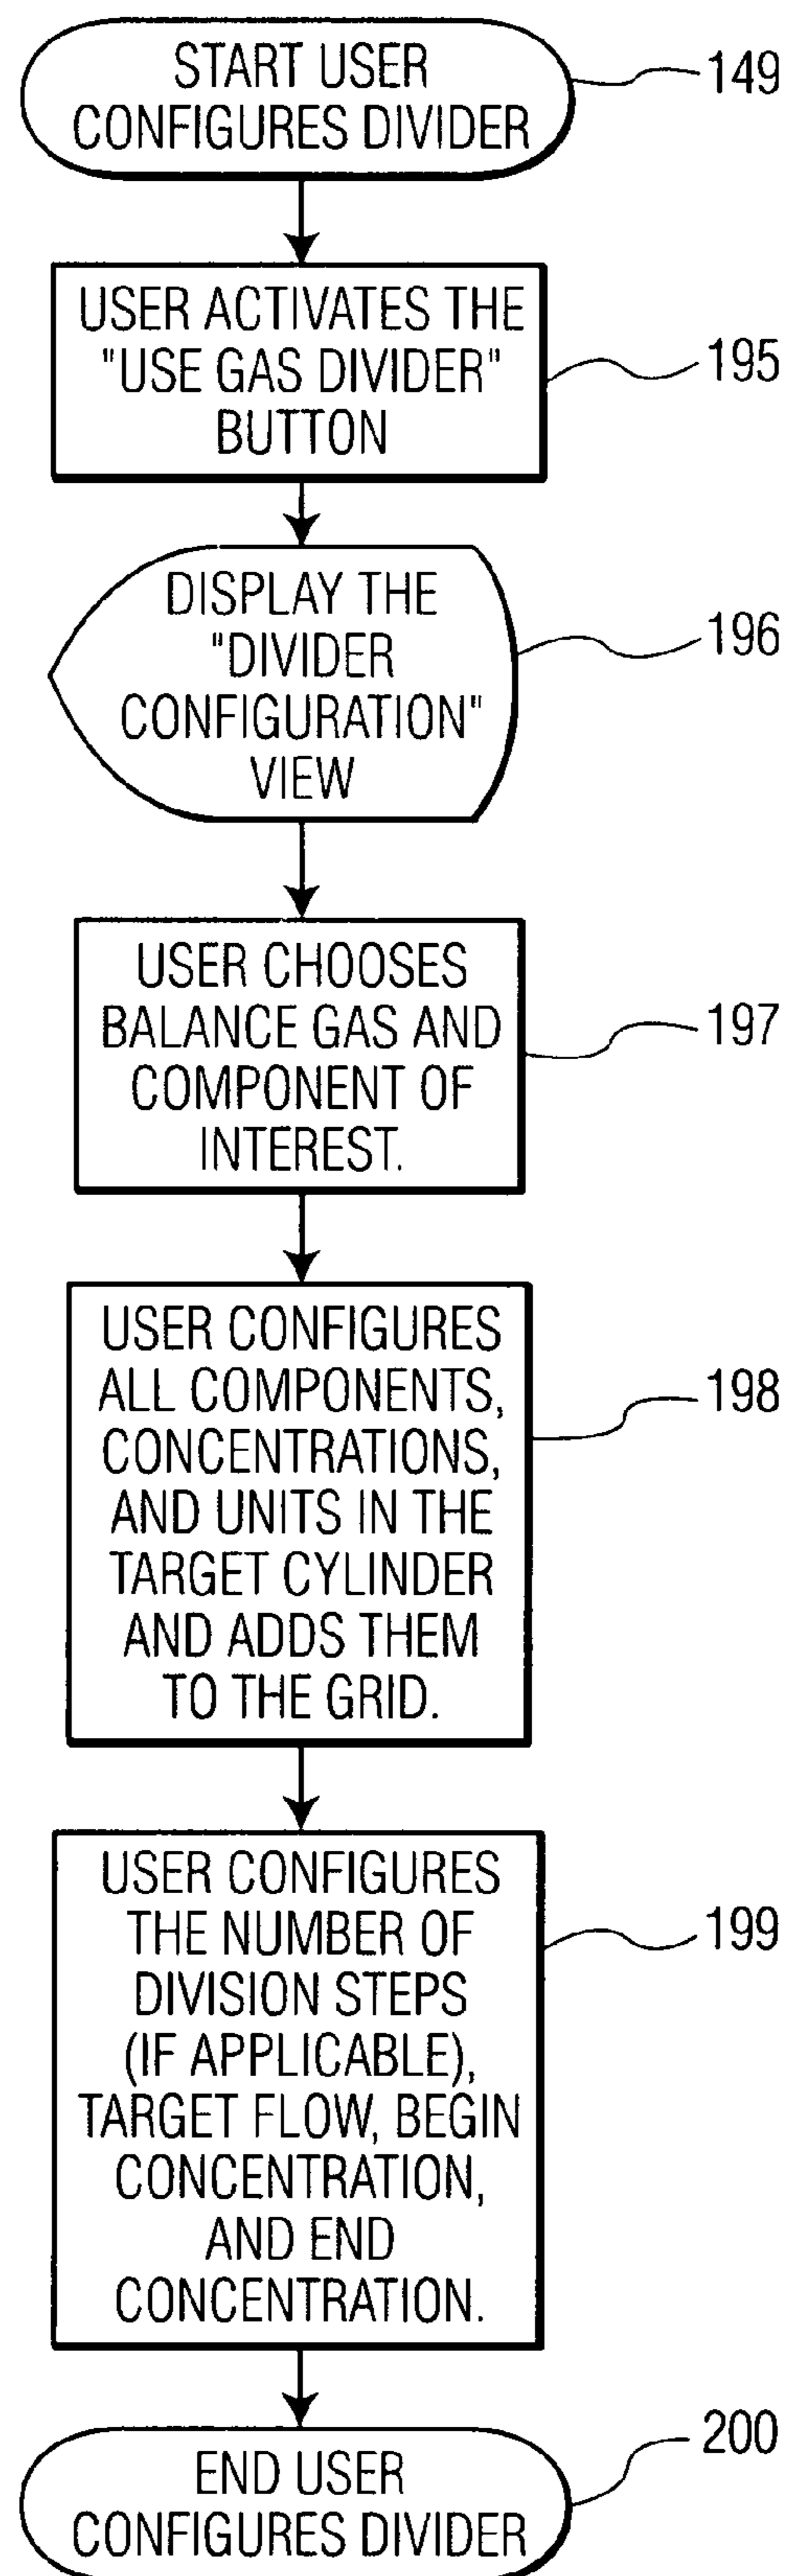 START USER
CONFIGURES DIVIDER
149
USER ACTIVATES THE
"USE GAS DIVIDER"
BUTTON
195
DISPLAY THE
"DIVIDER
CONFIGURATION"
VIEW
196
USER CHOOSES
BALANCE GAS AND
COMPONENT OF
INTEREST.
197
USER CONFIGURES
ALL COMPONENTS,
CONCENTRATIONS,
AND UNITS IN THE
TARGET CYLINDER
AND ADDS THEM
TO THE GRID.
198
USER CONFIGURES
THE NUMBER OF
DIVISION STEPS
(IF APPLICABLE),
TARGET FLOW, BEGIN
CONCENTRATION,
AND END
CONCENTRATION.
199
END USER
CONFIGURES DIVIDER
200